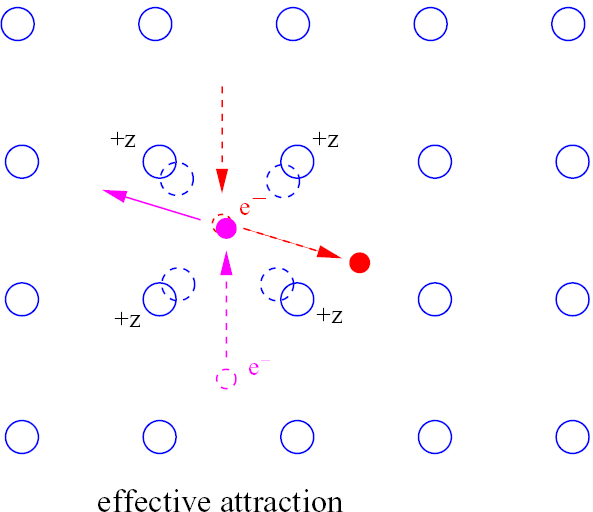 +z
+z
e⁻
+z
+z
e⁻
effective attraction